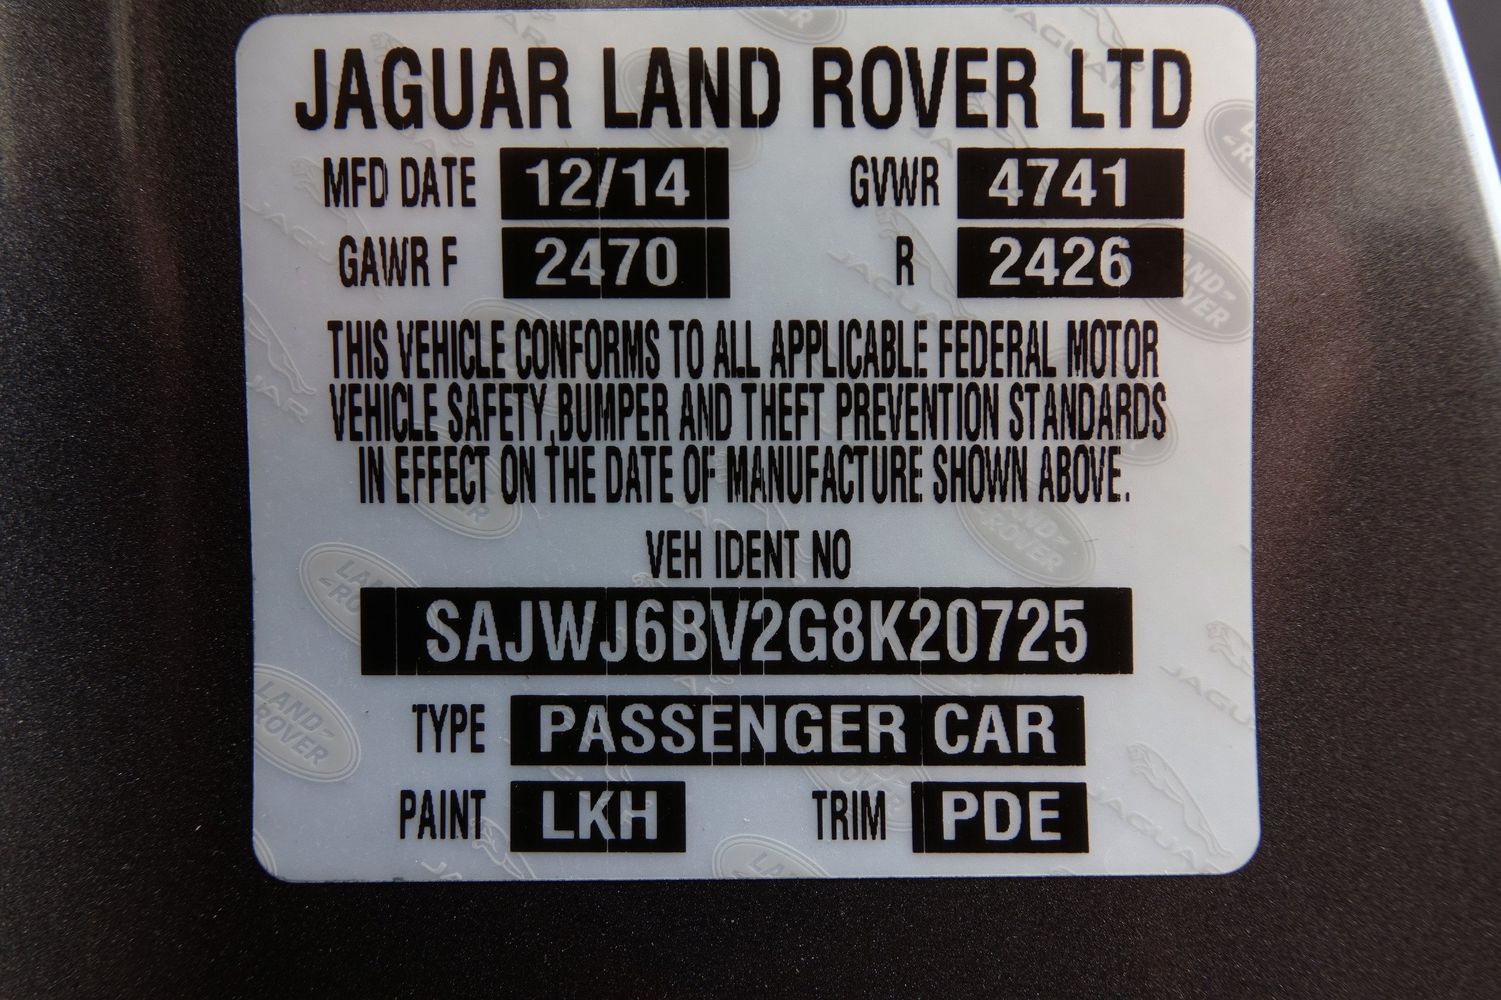 JAGUAR LAND ROVER LTD
MFD DATE 12/14 GVWR 4741
GAWR F 2470 R 2426
THIS VEHICLE CONFORMS TO ALL APPLICABLE FEDERAL MOTOR
VEHICLE SAFETY,BUMPER AND THEFT PREVENTION STANDARDS
IN EFFECT ON THE DATE OF MANUFACTURE SHOWN ABOVE.
VEH IDENT NO
SAJWJ6BV2G8K20725
TYPE PASSENGER CAR
PAINT LKH TRIM PDE